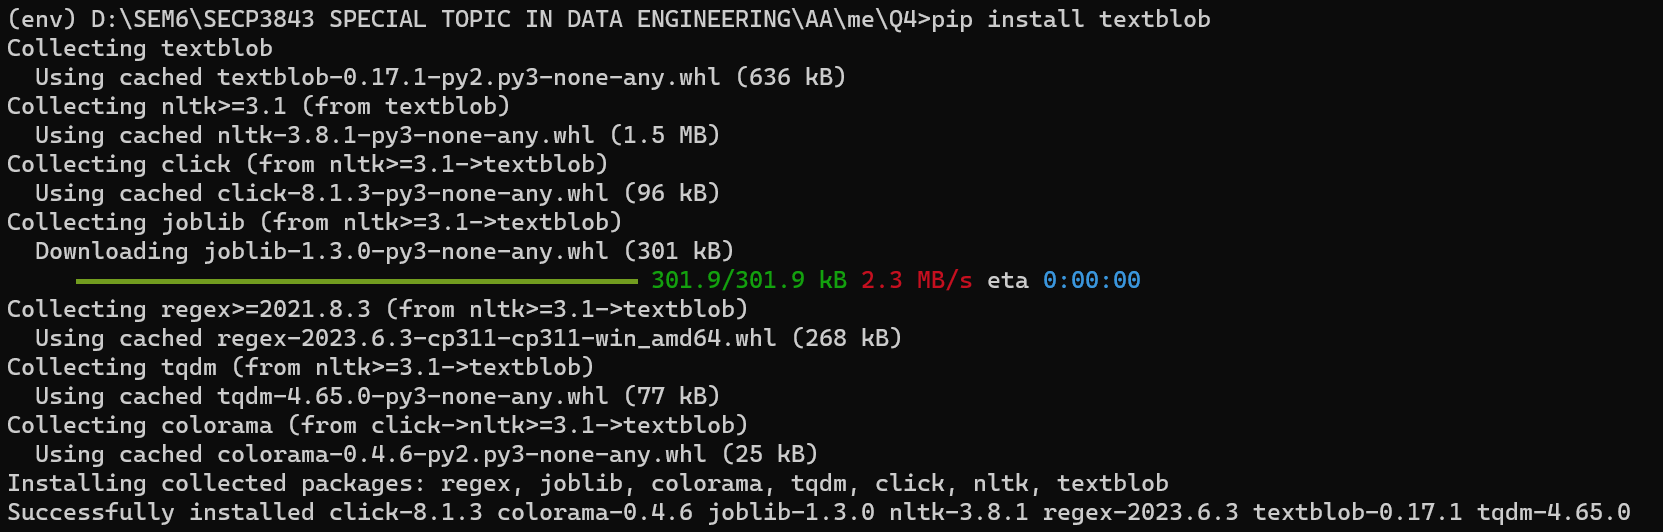 (env) D:\SEM6\SECP3843 SPECIAL TOPIC IN DATA ENGINEERING\AA\me\Q4>pip install textblob
Collecting textblob
  Using cached textblob-0.17.1-py2.py3-none-any.whl (636 kB)
Collecting nltk>=3.1 (from textblob)
  Using cached nltk-3.8.1-py3-none-any.whl (1.5 MB)
Collecting click (from nltk>=3.1->textblob)
  Using cached click-8.1.3-py3-none-any.whl (96 kB)
Collecting joblib (from nltk>=3.1->textblob)
  Downloading joblib-1.3.0-py3-none-any.whl (301 kB)
301.9/301.9 kB 2.3 MB/s eta 0:00:00
Collecting regex>=2021.8.3 (from nltk>=3.1->textblob)
  Using cached regex-2023.6.3-cp311-cp311-win_amd64.whl (268 kB)
Collecting tqdm (from nltk>=3.1->textblob)
  Using cached tqdm-4.65.0-py3-none-any.whl (77 kB)
Collecting colorama (from click->nltk>=3.1->textblob)
  Using cached colorama-0.4.6-py2.py3-none-any.whl (25 kB)
Installing collected packages: regex, joblib, colorama, tqdm, click, nltk, textblob
Successfully installed click-8.1.3 colorama-0.4.6 joblib-1.3.0 nltk-3.8.1 regex-2023.6.3 textblob-0.17.1 tqdm-4.65.0